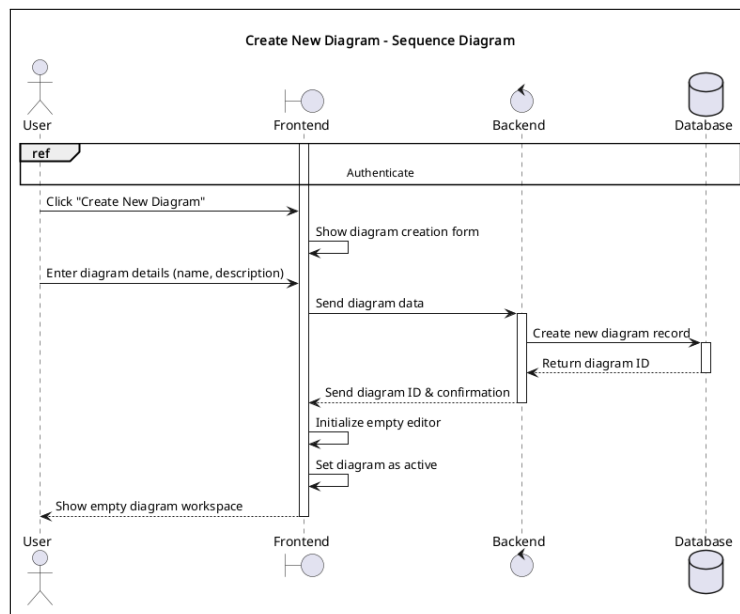 Create New Diagram - Sequence Diagram
User Frontend Backend Database
ref
Authenticate
Click "Create New Diagram"
Show diagram creation form
Enter diagram details (name, description)
Send diagram data
Create new diagram record
Return diagram ID
Send diagram ID & confirmation
Initialize empty editor
Set diagram as active
Show empty diagram workspace
User Frontend Backend Database